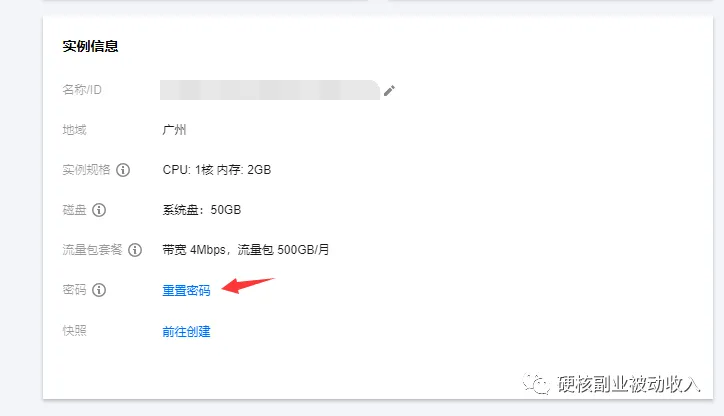 实例信息
名称/ID
地域 广州
实例规格 CPU: 1核 内存: 2GB
磁盘 系统盘：50GB
流量包套餐 带宽 4Mbps，流量包 500GB/月
密码 重置密码
快照 前往创建
硬核副业被动收入